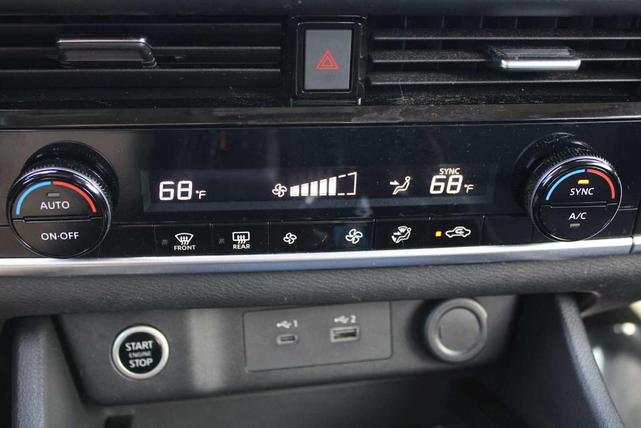 SYNC
68°F
68°F
AUTO
ON·OFF
SYNC
A/C
FRONT
REAR
START
ENGINE
STOP
1
2